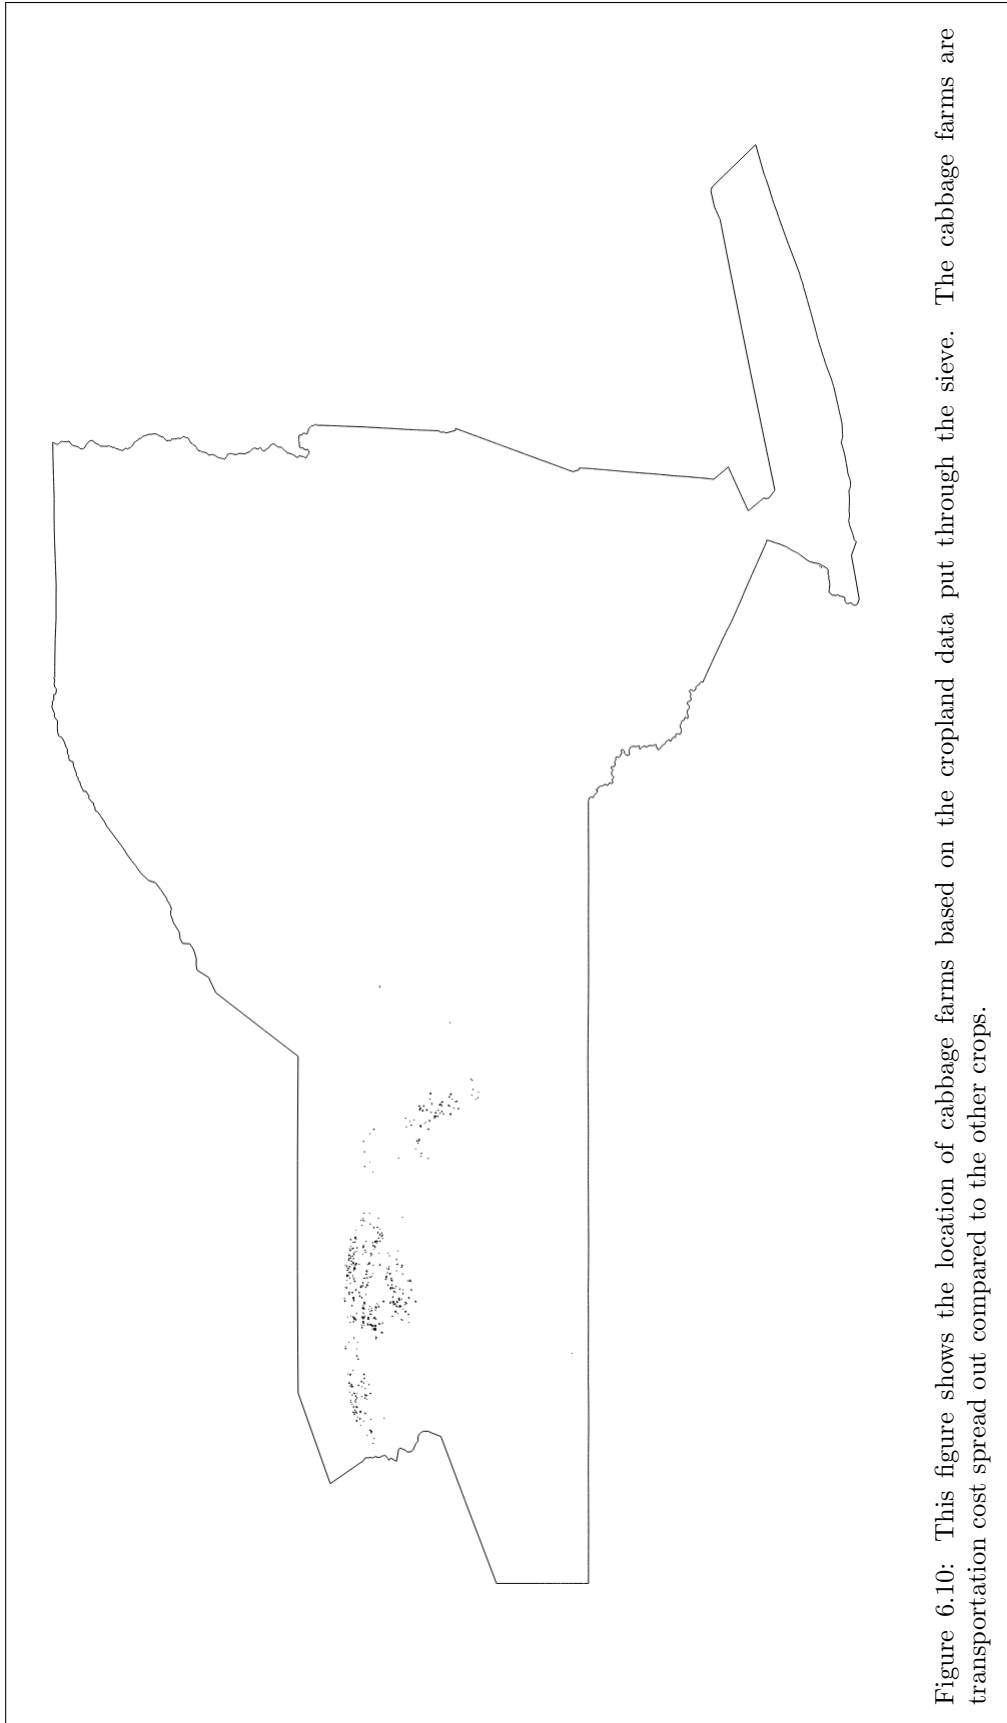 Figure 6.10: This figure shows the location of cabbage farms based on the cropland data put through the sieve. The cabbage farms are
transportation cost spread out compared to the other crops.